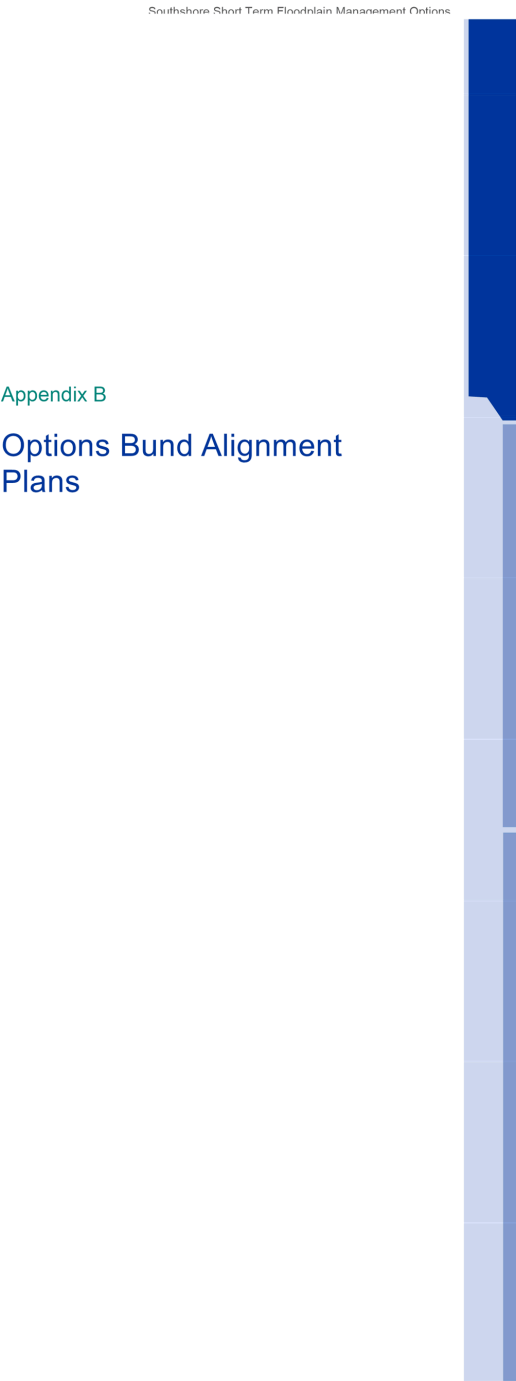 Southshore Short Term Floodplain Management Options
Appendix B
Options Bund Alignment
Plans